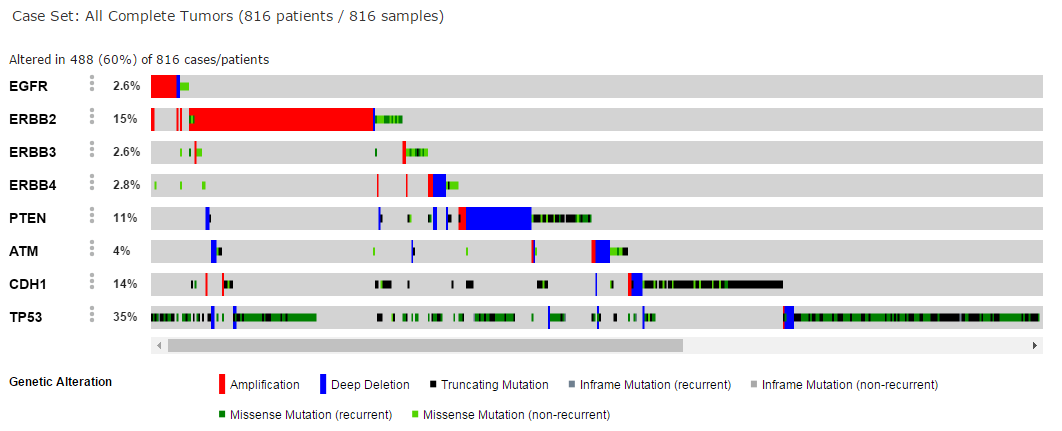 Case Set: All Complete Tumors (816 patients / 816 samples)
Altered in 488 (60%) of 816 cases/patients
EGFR 2.6%
ERBB2 15%
ERBB3 2.6%
ERBB4 2.8%
PTEN 11%
ATM 4%
CDH1 14%
TP53 35%
Genetic Alteration Amplification Deep Deletion Truncating Mutation Inframe Mutation (recurrent) Inframe Mutation (non-recurrent)
Missense Mutation (recurrent) Missense Mutation (non-recurrent)